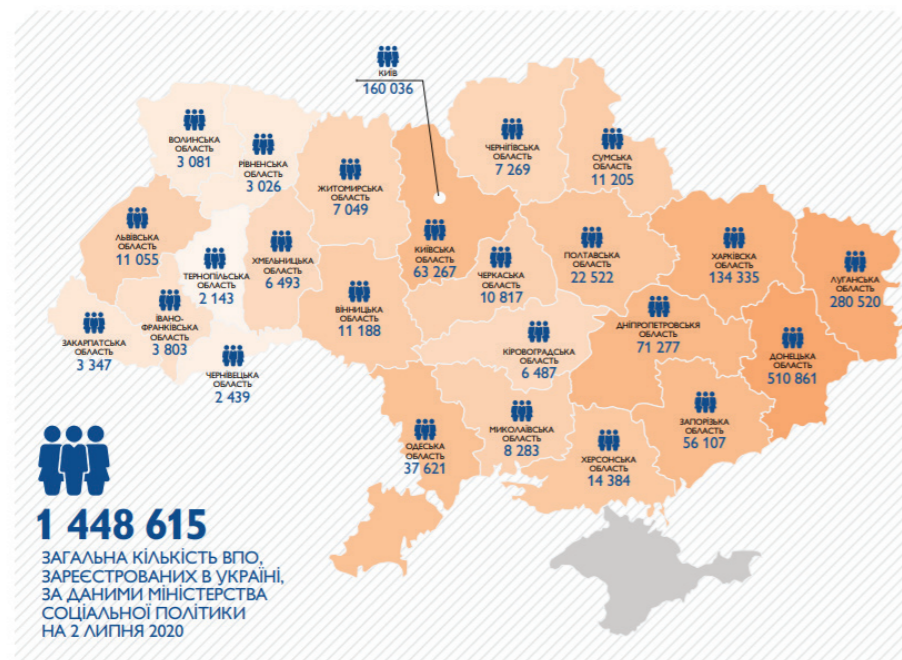 КИЇВ
160 036
ВОЛИНСЬКА
ОБЛАСТЬ
3 081
РІВНЕНСЬКА
ОБЛАСТЬ
3 026
ЖИТОМИРСЬКА
ОБЛАСТЬ
7 049
ЧЕРНІГІВСЬКА
ОБЛАСТЬ
7 269
СУМСЬКА
ОБЛАСТЬ
11 205
ЛЬВІВСЬКА
ОБЛАСТЬ
11 055
ТЕРНОПІЛЬСЬКА
ОБЛАСТЬ
2 143
ХМЕЛЬНИЦЬКА
ОБЛАСТЬ
6 493
КИЇВСЬКА
ОБЛАСТЬ
63 267
ЧЕРКАСЬКА
ОБЛАСТЬ
10 817
ПОЛТАВСЬКА
ОБЛАСТЬ
22 522
ХАРКІВСКА
ОБЛАСТЬ
134 335
ЛУГАНСЬКА
ОБЛАСТЬ
280 520
ЗАКАРПАТСЬКА
ОБЛАСТЬ
3 347
ІВАНО-
ФРАНКІВСЬКА
ОБЛАСТЬ
3 803
ЧЕРНІВЕЦЬКА
ОБЛАСТЬ
2 439
ВІННИЦЬКА
ОБЛАСТЬ
11 188
КІРОВОГРАДСЬКА
ОБЛАСТЬ
6 487
ДНІПРОПЕТРОВСЬКЯ
ОБЛАСТЬ
71 277
ДОНЕЦЬКА
ОБЛАСТЬ
510 861
ОДЕСЬКА
ОБЛАСТЬ
37 621
МИКОЛАЇВСЬКА
ОБЛАСТЬ
8 283
ХЕРСОНСЬКА
ОБЛАСТЬ
14 384
ЗАПОРІЗЬКА
ОБЛАСТЬ
56 107
1 448 615
ЗАГАЛЬНА КІЛЬКІСТЬ ВПО,
ЗАРЕЄСТРОВАНИХ В УКРАЇНІ,
ЗА ДАНИМИ МІНІСТЕРСТВА
СОЦІАЛЬНОЇ ПОЛІТИКИ
НА 2 ЛИПНЯ 2020